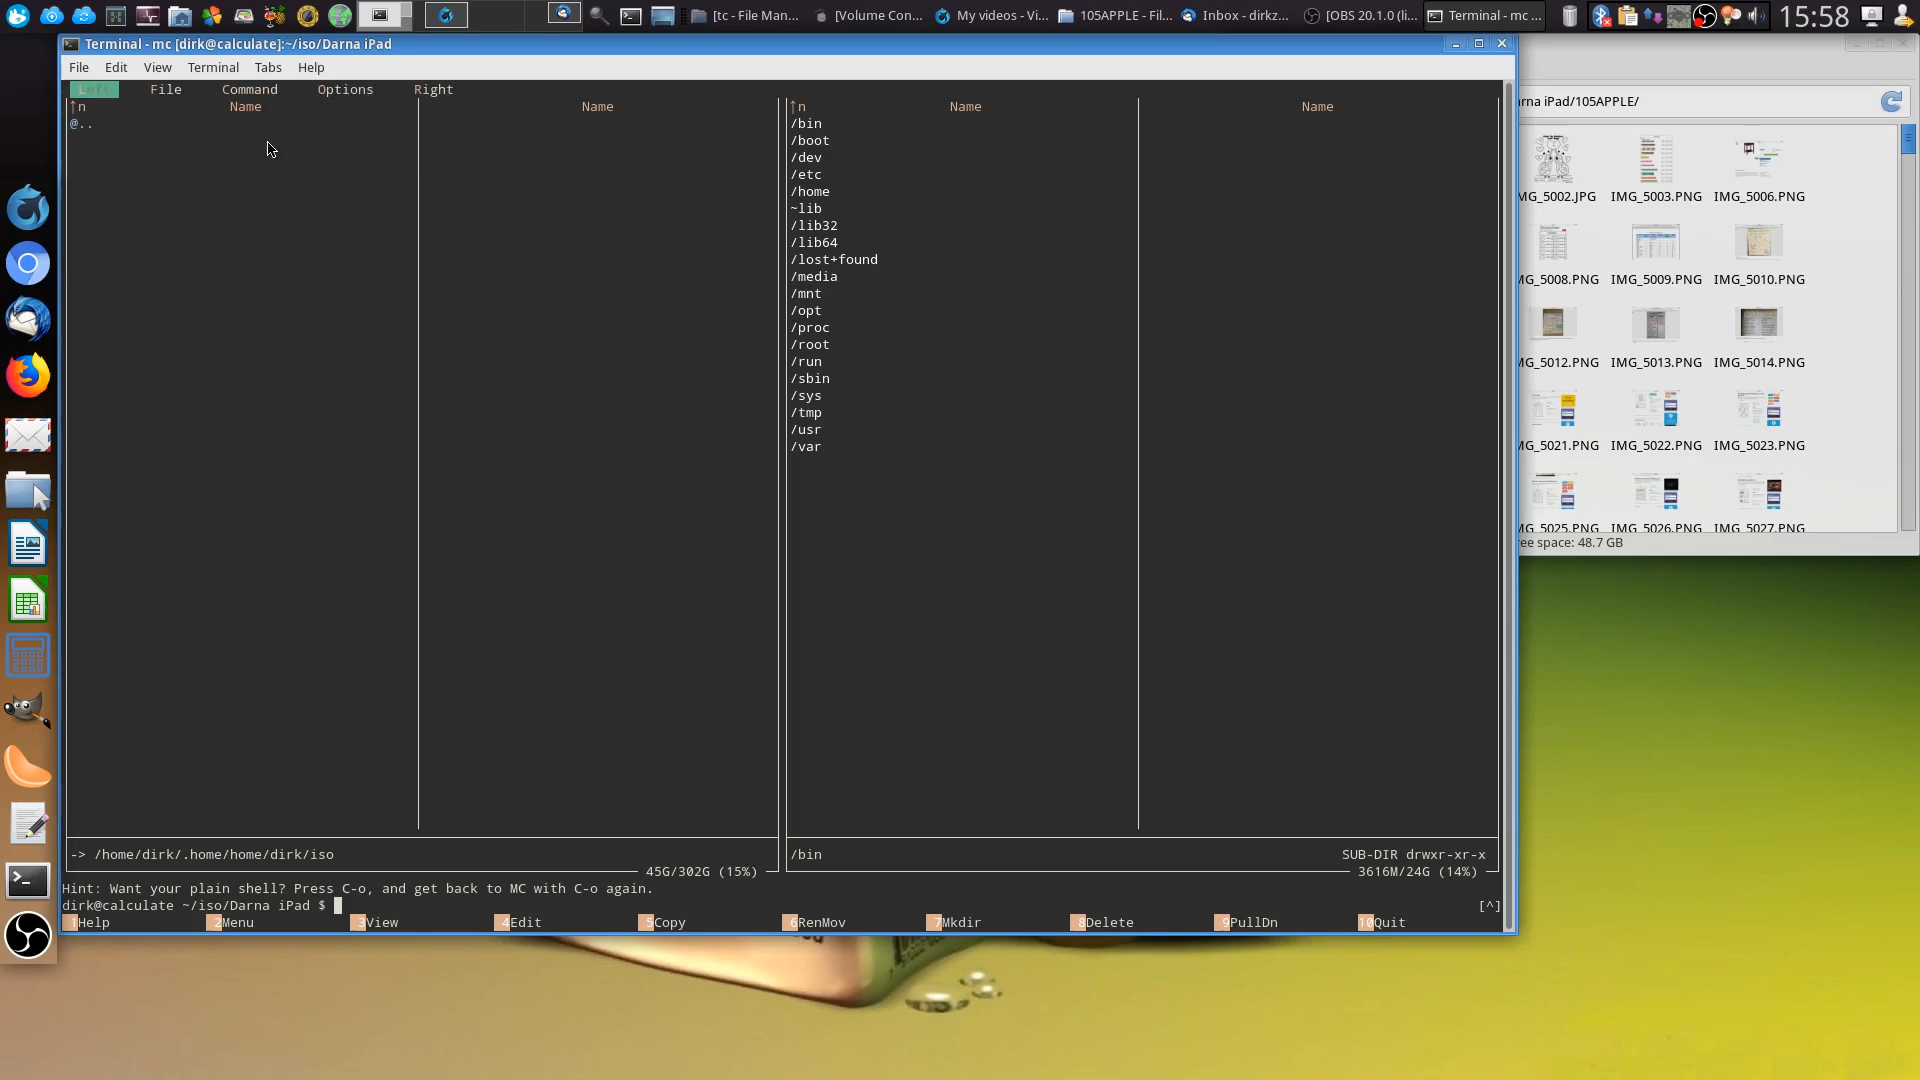 [tc - File Man...
[Volume Con...
My videos - Vi...
105APPLE - Fil...
Inbox - dirkz...
[OBS 20.1.0 (li...
Terminal - mc ...
15:58
Terminal - mc [dirk@calculate]:~/iso/Darna iPad
File Edit View Terminal Tabs Help
Left File Command Options Right
↑n Name Name
@..
-> /home/dirk/.home/home/dirk/iso
45G/302G (15%)
↑n Name Name
/bin
/boot
/dev
/etc
/home
~lib
/lib32
/lib64
/lost+found
/media
/mnt
/opt
/proc
/root
/run
/sbin
/sys
/tmp
/usr
/var
/bin SUB-DIR drwxr-xr-x
3616M/24G (14%)
Hint: Want your plain shell? Press C-o, and get back to MC with C-o again.
dirk@calculate ~/iso/Darna iPad $ [^]
1Help 2Menu 3View 4Edit 5Copy 6RenMov 7Mkdir 8Delete 9PullDn 10Quit
arna iPad/105APPLE/
MG_5002.JPG IMG_5003.PNG IMG_5006.PNG
MG_5008.PNG IMG_5009.PNG IMG_5010.PNG
MG_5012.PNG IMG_5013.PNG IMG_5014.PNG
MG_5021.PNG IMG_5022.PNG IMG_5023.PNG
MG_5025.PNG IMG_5026.PNG IMG_5027.PNG
ree space: 48.7 GB